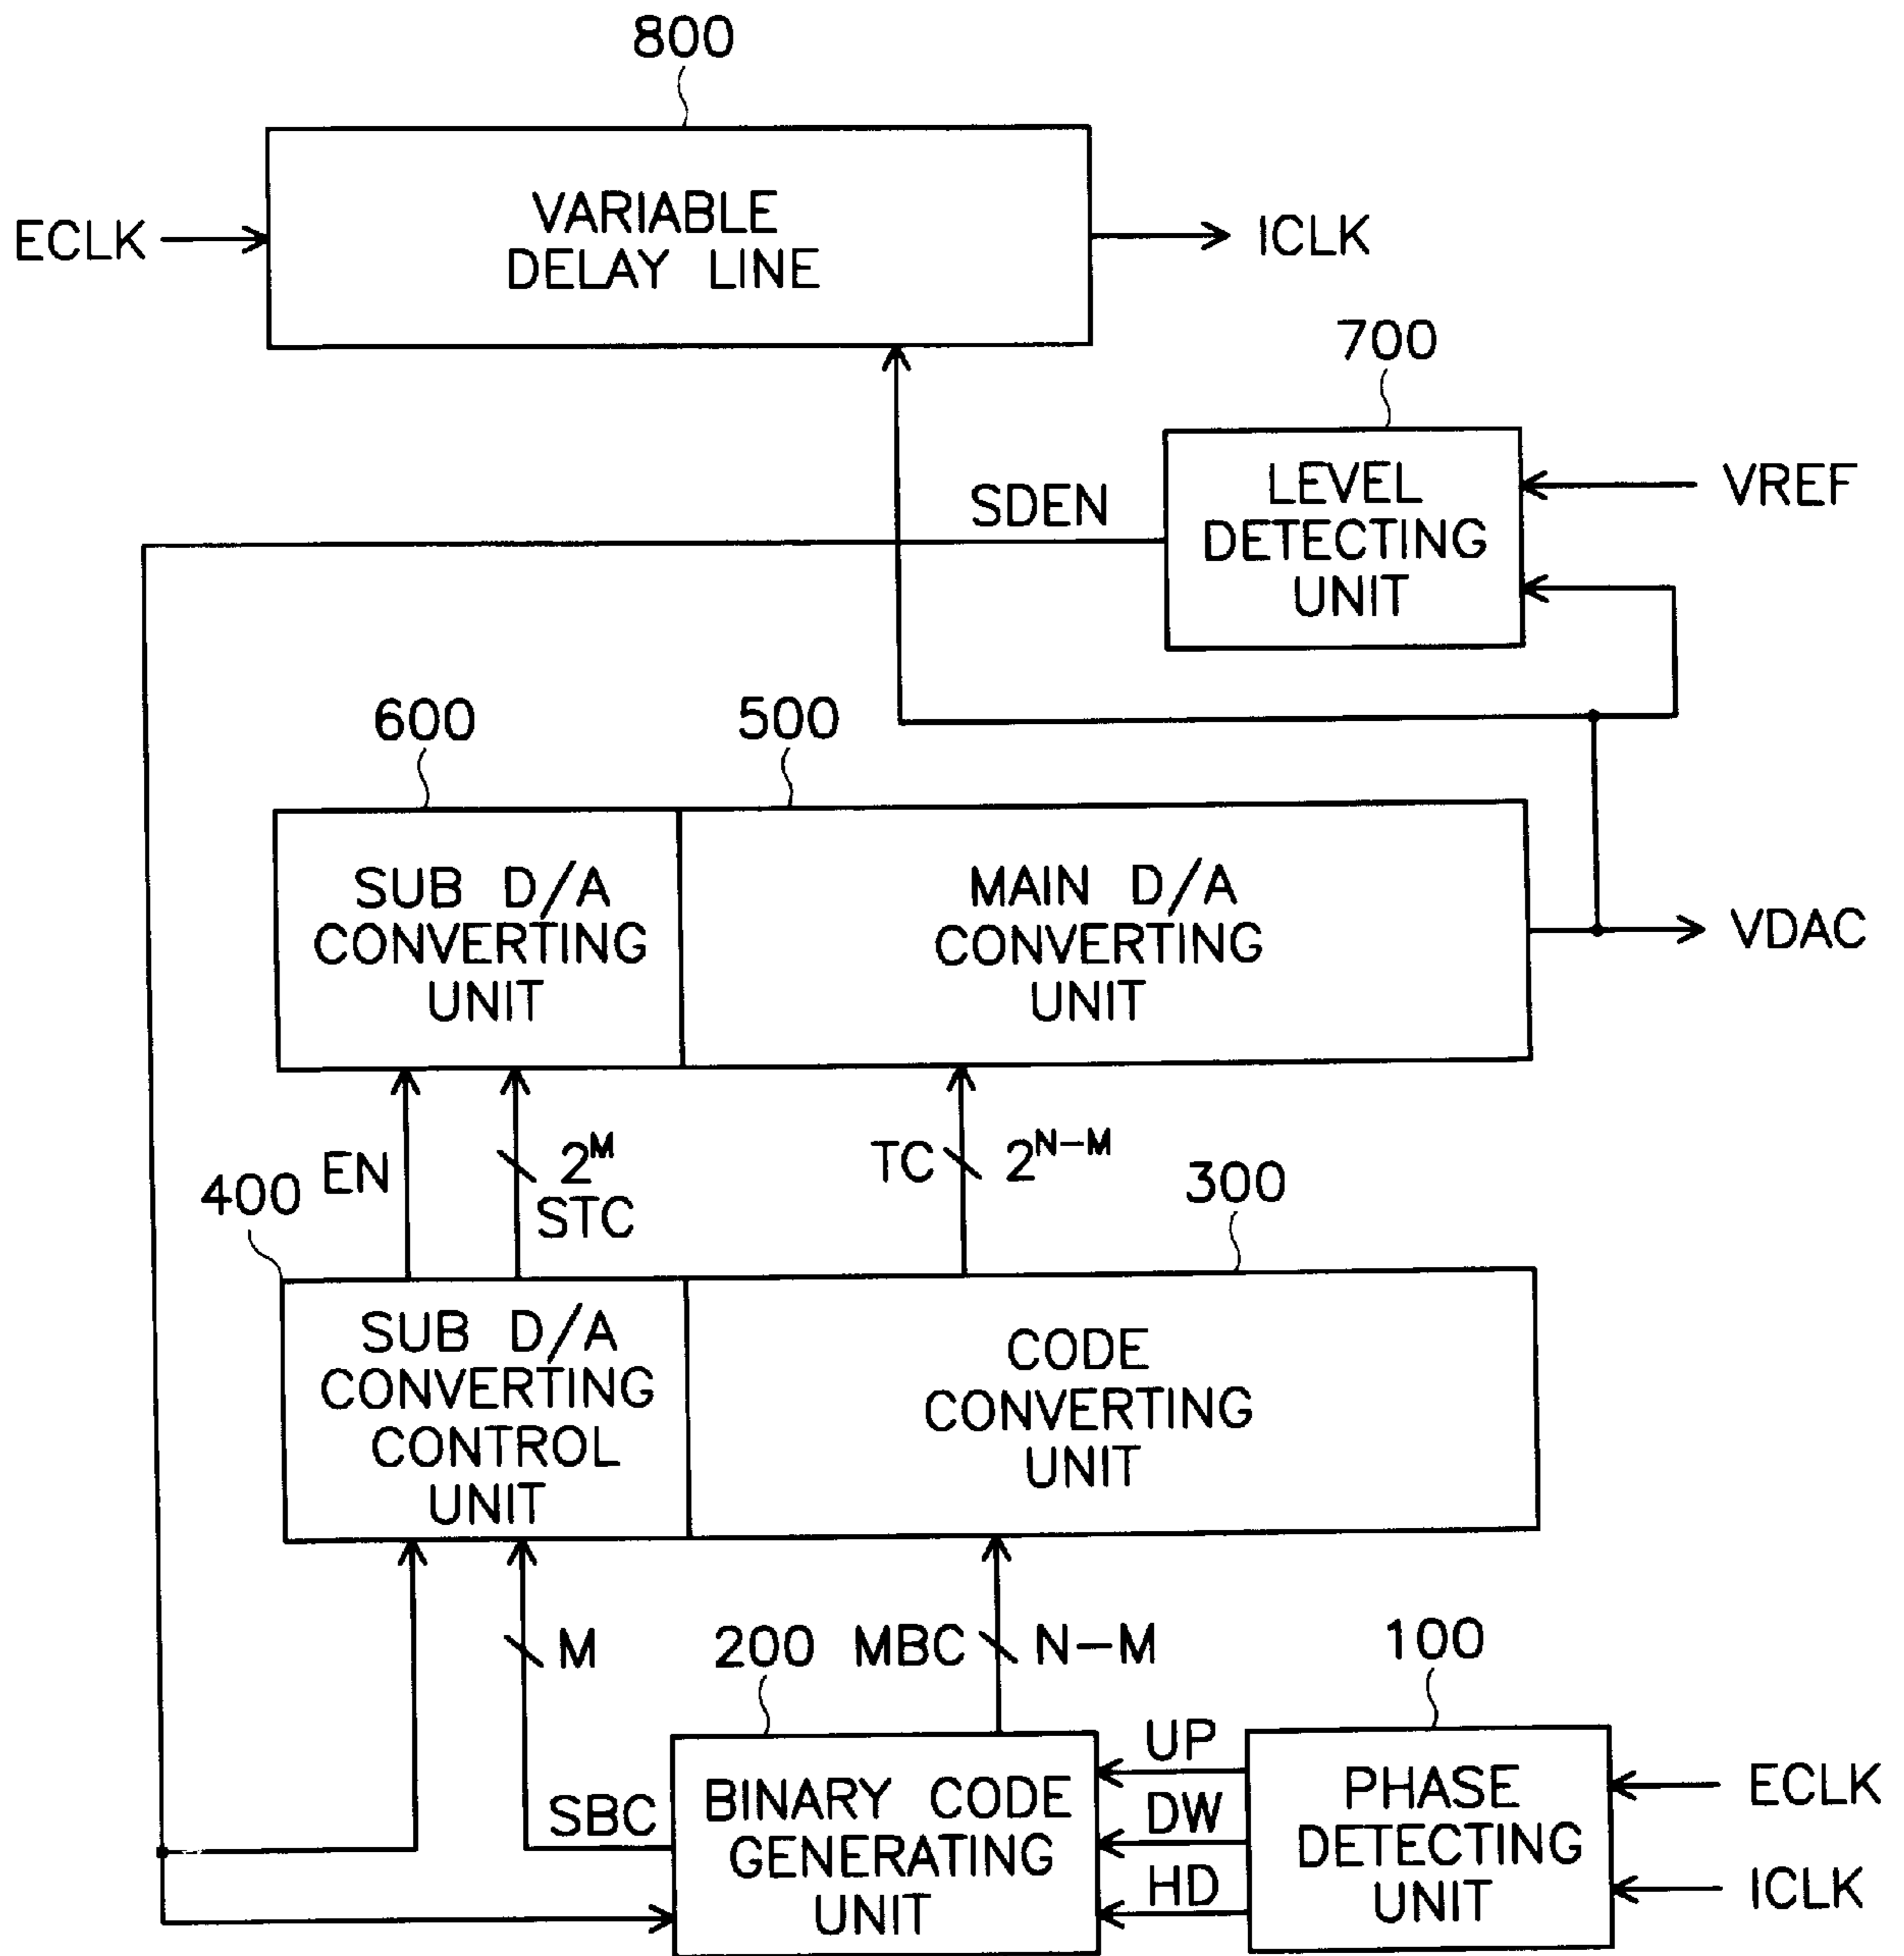 800
VARIABLE
DELAY LINE
ECLK
ICLK
700
LEVEL
DETECTING
UNIT
VREF
SDEN
600
500
SUB D/A
CONVERTING
UNIT
MAIN D/A
CONVERTING
UNIT
VDAC
EN
2^M
STC
TC
2^N-M
400
300
SUB D/A
CONVERTING
CONTROL
UNIT
CODE
CONVERTING
UNIT
M
200
MBC
N-M
100
SBC
BINARY CODE
GENERATING
UNIT
UP
DW
HD
PHASE
DETECTING
UNIT
ECLK
ICLK